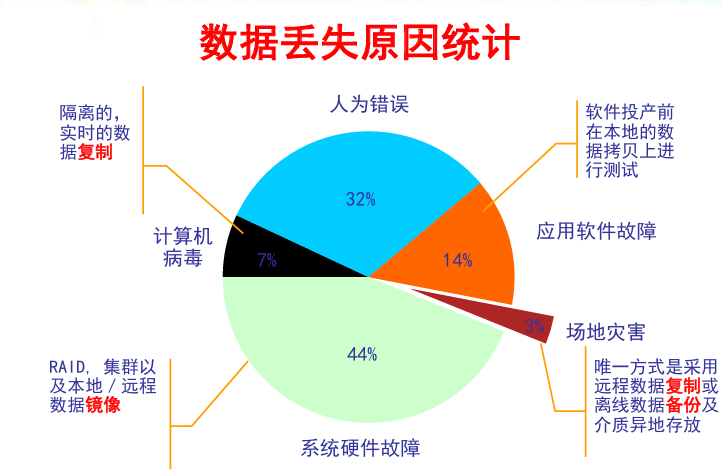 数据丢失原因统计
人为错误
隔离的，
实时的数
据复制
软件投产前
在本地的数
据拷贝上进
行测试
32%
计算机
病毒
7%
14%
应用软件故障
3%
场地灾害
44%
RAID, 集群以
及本地／远程
数据镜像
唯一方式是采用
远程数据复制或
离线数据备份及
介质异地存放
系统硬件故障